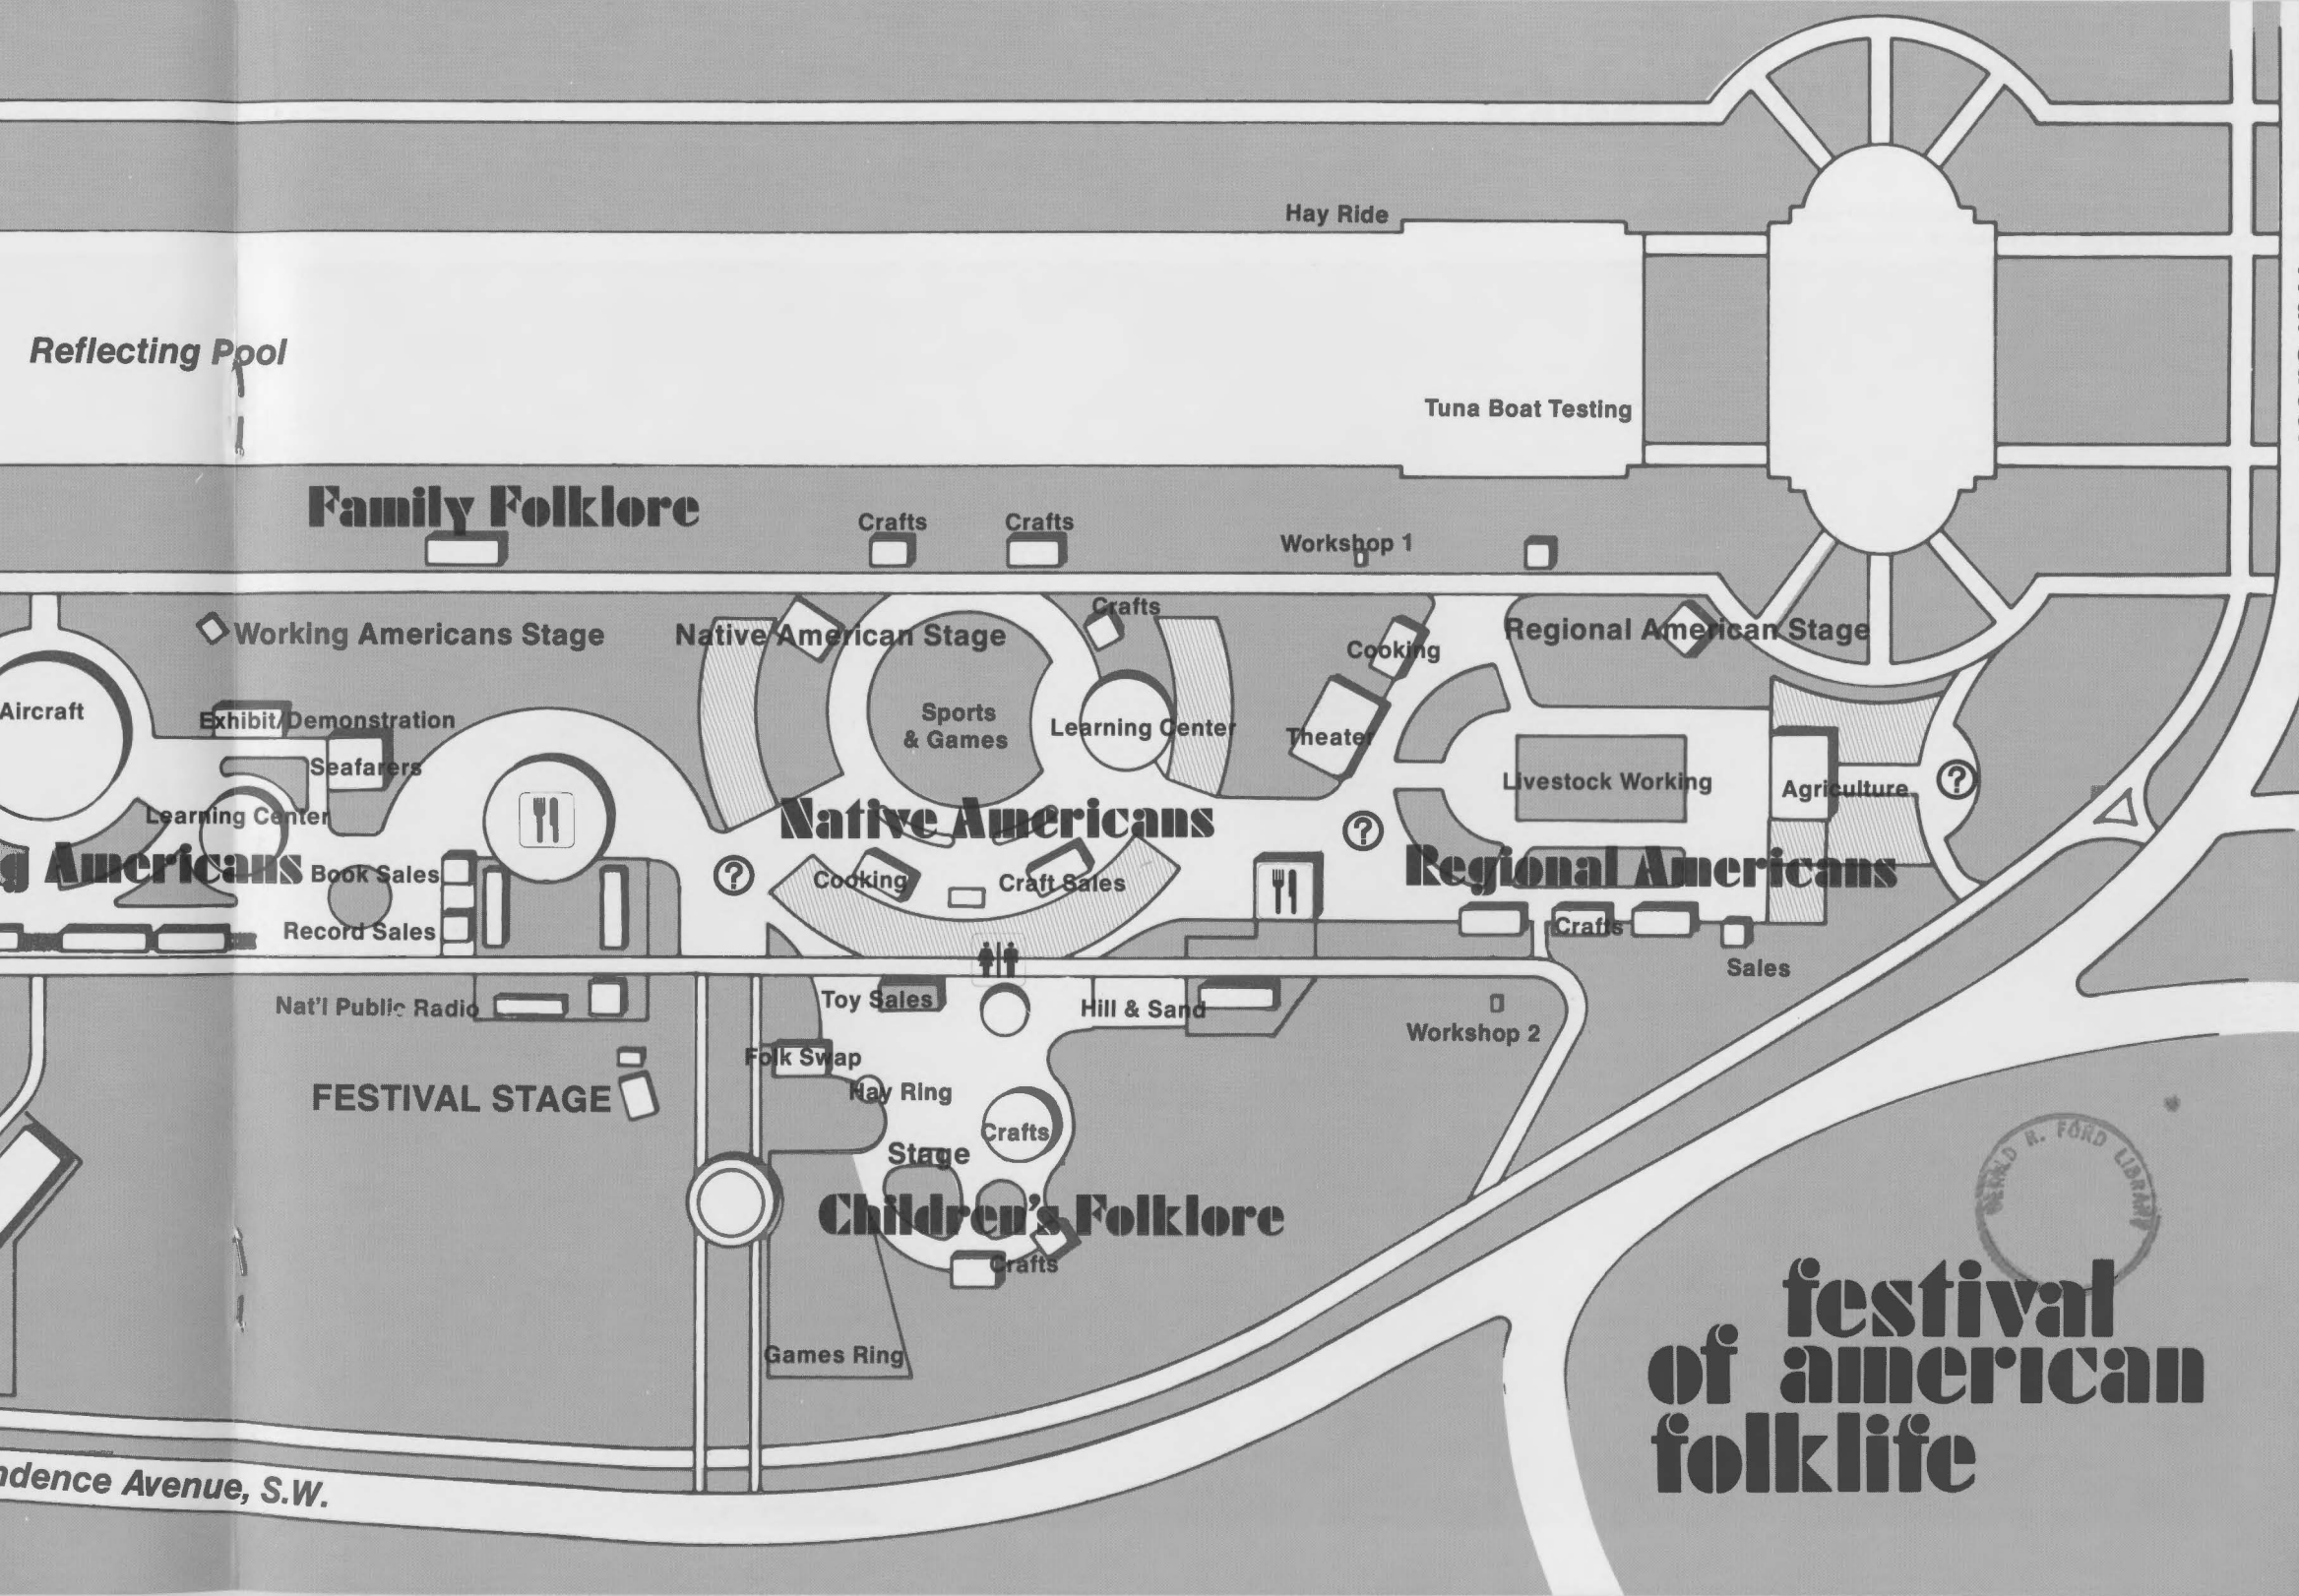 Hay Ride
Reflecting Pool
Tuna Boat Testing
Family Folklore
Crafts
Crafts
Workshop 1
Crafts
Working Americans Stage
Native American Stage
Regional American Stage
Cooking
Aircraft
Exhibit/Demonstration
Sports
& Games
Learning Center
Theater
Seafarers
Livestock Working
Agriculture
Learning Center
Native Americans
?
?
g Americans
Book Sales
?
Cooking
Craft Sales
Regional Americans
Record Sales
Crafts
Sales
Nat'l Public Radio
Toy Sales
Hill & Sand
Workshop 2
Folk Swap
FESTIVAL STAGE
Hay Ring
Crafts
Stage
Children's Folklore
Crafts
Games Ring
GERALD R. FORD LIBRARY
festival
of american
folklife
ndence Avenue, S.W.